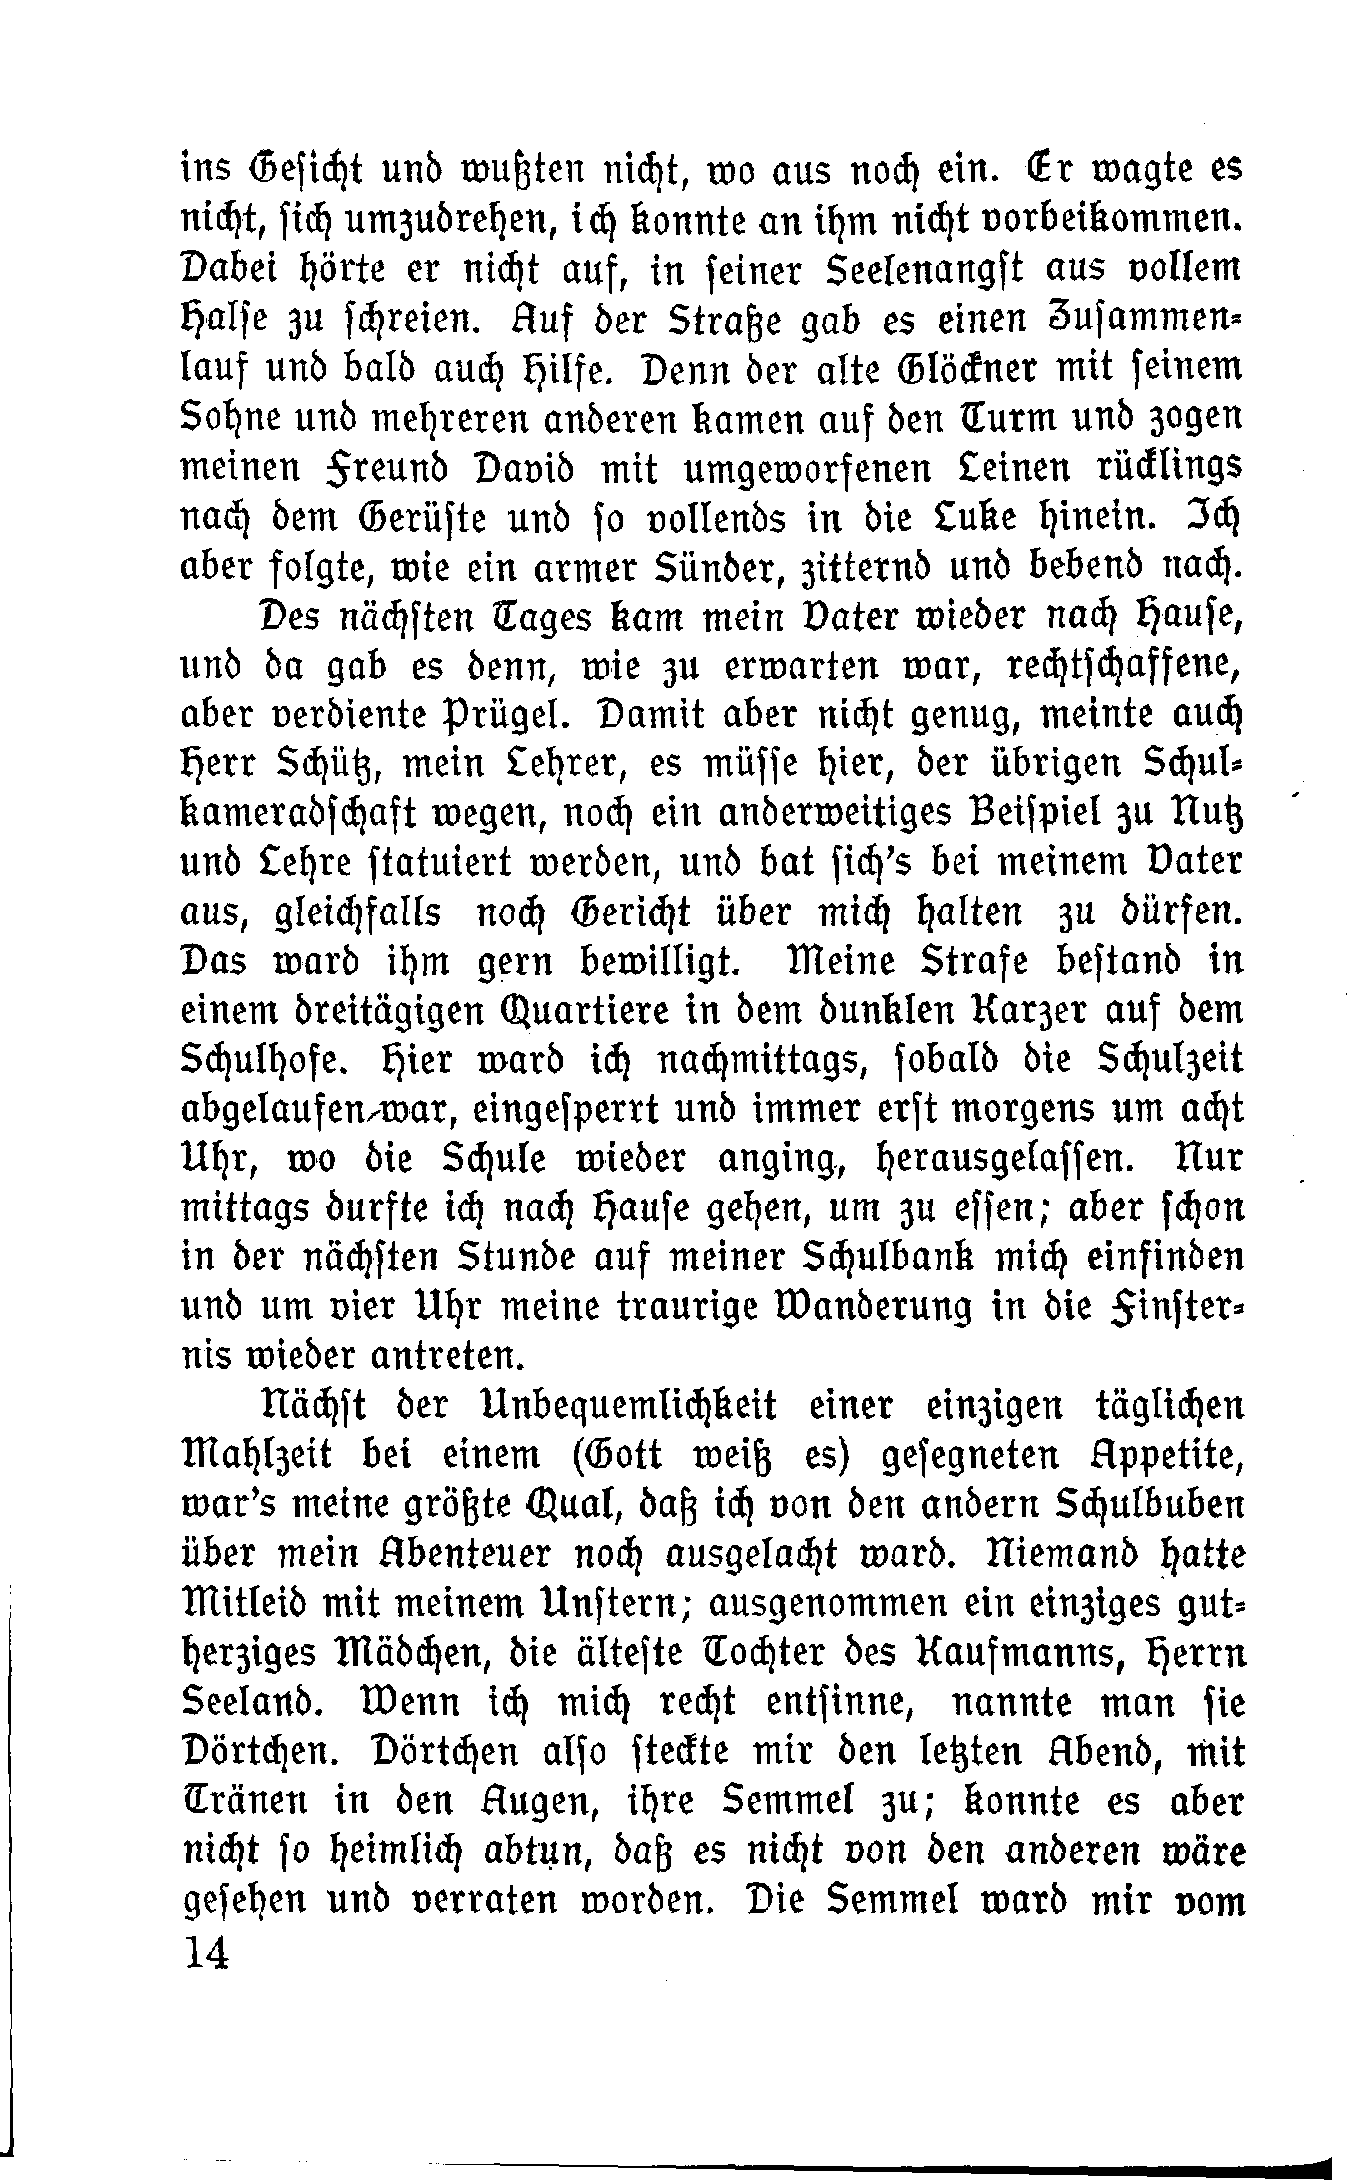 ins Gesicht und wußten nicht, wo aus noch ein. Er wagte es
nicht, sich umzudrehen, ich konnte an ihm nicht vorbeikommen.
Dabei hörte er nicht auf, in seiner Seelenangst aus vollem
Halse zu schreien. Auf der Straße gab es einen Zusammen-
lauf und bald auch Hilfe. Denn der alte Glöckner mit seinem
Sohne und mehreren anderen kamen auf den Turm und zogen
meinen Freund David mit umgeworfenen Leinen rücklings
nach dem Gerüste und so vollends in die Luke hinein. Ich
aber folgte, wie ein armer Sünder, zitternd und bebend nach.
Des nächsten Tages kam mein Vater wieder nach Hause,
und da gab es denn, wie zu erwarten war, rechtschaffene,
aber verdiente Prügel. Damit aber nicht genug, meinte auch
Herr Schütz, mein Lehrer, es müsse hier, der übrigen Schul-
kameradschaft wegen, noch ein anderweitiges Beispiel zu Nutz
und Lehre statuiert werden, und bat sich's bei meinem Vater
aus, gleichfalls noch Gericht über mich halten zu dürfen.
Das ward ihm gern bewilligt. Meine Strafe bestand in
einem dreitägigen Quartiere in dem dunklen Karzer auf dem
Schulhofe. Hier ward ich nachmittags, sobald die Schulzeit
abgelaufen war, eingesperrt und immer erst morgens um acht
Uhr, wo die Schule wieder anging, herausgelassen. Nur
mittags durfte ich nach Hause gehen, um zu essen; aber schon
in der nächsten Stunde auf meiner Schulbank mich einfinden
und um vier Uhr meine traurige Wanderung in die Finster-
nis wieder antreten.
Nächst der Unbequemlichkeit einer einzigen täglichen
Mahlzeit bei einem (Gott weiß es) gesegneten Appetite,
war's meine größte Qual, daß ich von den andern Schulbuben
über mein Abenteuer noch ausgelacht ward. Niemand hatte
Mitleid mit meinem Unstern; ausgenommen ein einziges gut-
herziges Mädchen, die älteste Tochter des Kaufmanns, Herrn
Seeland. Wenn ich mich recht entsinne, nannte man sie
Dörtchen. Dörtchen also steckte mir den letzten Abend, mit
Tränen in den Augen, ihre Semmel zu; konnte es aber
nicht so heimlich abtun, daß es nicht von den anderen wäre
gesehen und verraten worden. Die Semmel ward mir vom
14